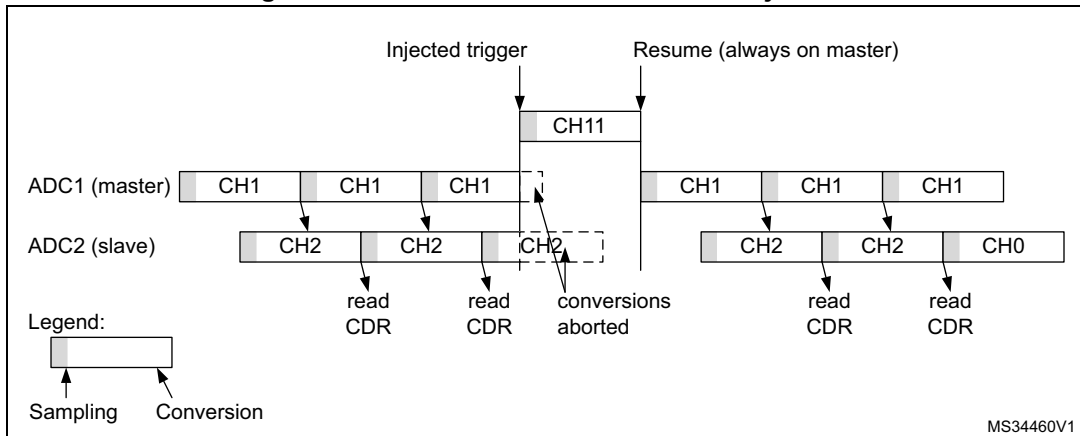 Injected trigger Resume (always on master)
CH11
ADC1 (master) CH1 CH1 CH1 CH1 CH1 CH1
ADC2 (slave) CH2 CH2 CH2 CH2 CH2 CH0
read read conversions read read
CDR CDR aborted CDR CDR
Legend:
Sampling Conversion
MS34460V1